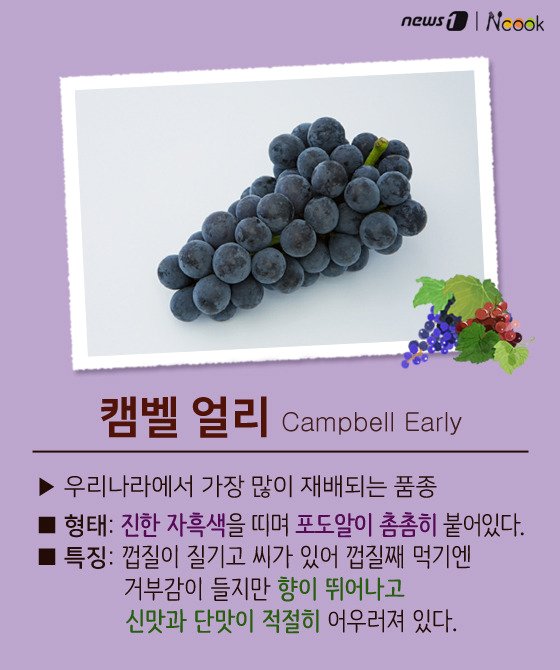 news1 | Ncook
캠벨 얼리 Campbell Early
▶ 우리나라에서 가장 많이 재배되는 품종
■ 형태: 진한 자흑색을 띠며 포도알이 촘촘히 붙어있다.
■ 특징: 껍질이 질기고 씨가 있어 껍질째 먹기엔
거부감이 들지만 향이 뛰어나고
신맛과 단맛이 적절히 어우러져 있다.